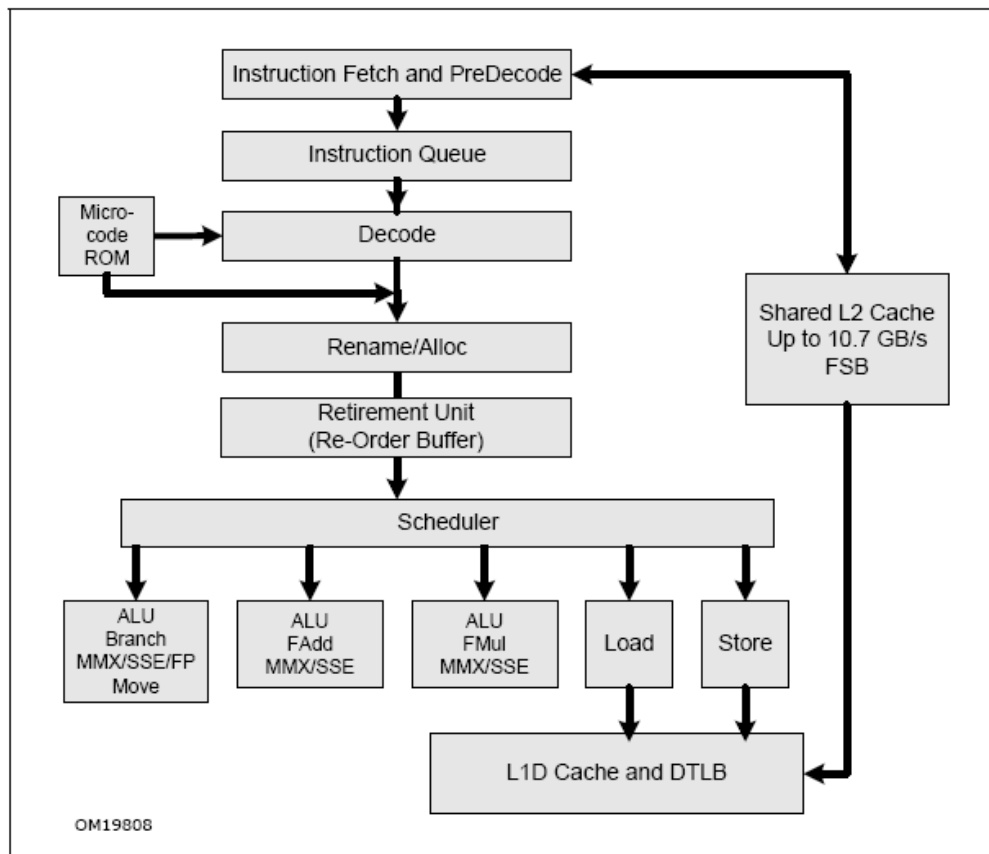 Instruction Fetch and PreDecode
Instruction Queue
Micro-
code
ROM
Decode
Shared L2 Cache
Up to 10.7 GB/s
FSB
Rename/Alloc
Retirement Unit
(Re-Order Buffer)
Scheduler
ALU
Branch
MMX/SSE/FP
Move
ALU
FAdd
MMX/SSE
ALU
FMul
MMX/SSE
Load
Store
L1D Cache and DTLB
OM19808